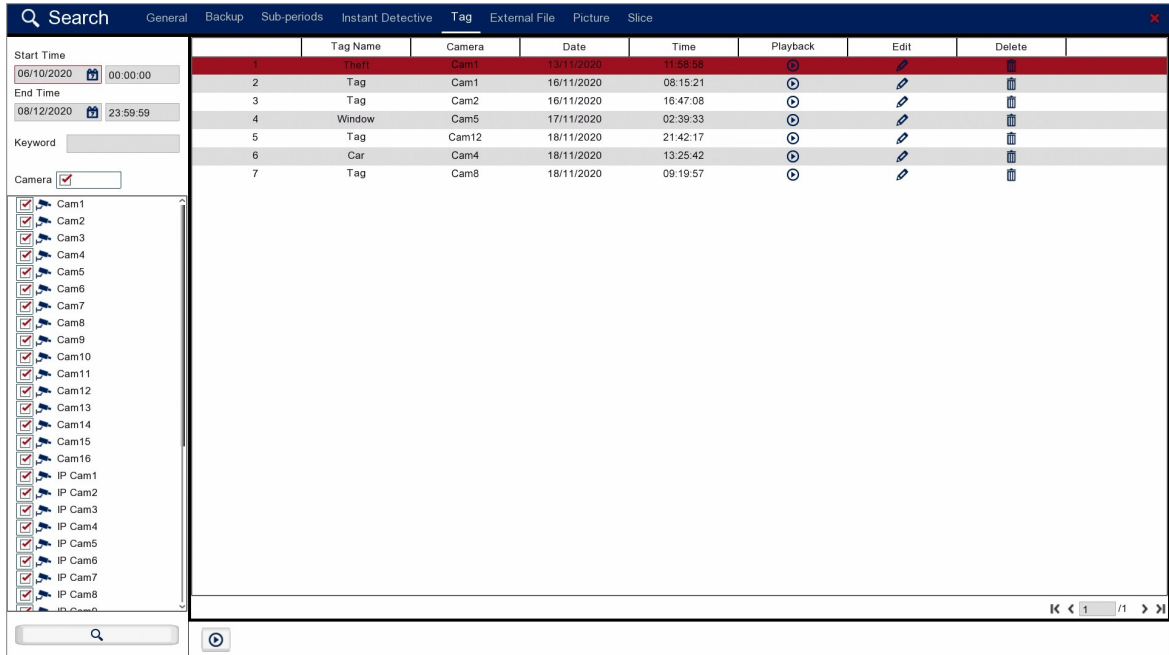 Search General Backup Sub-periods Instant Detective Tag External File Picture Slice
Start Time
06/10/2020 00:00:00
End Time
08/12/2020 23:59:59
Keyword
Camera
Cam1
Cam2
Cam3
Cam4
Cam5
Cam6
Cam7
Cam8
Cam9
Cam10
Cam11
Cam12
Cam13
Cam14
Cam15
Cam16
IP Cam1
IP Cam2
IP Cam3
IP Cam4
IP Cam5
IP Cam6
IP Cam7
IP Cam8
IP Cam9
Tag Name Camera Date Time Playback Edit Delete
1 Theft Cam1 13/11/2020 11:58:58
2 Tag Cam1 16/11/2020 08:15:21
3 Tag Cam2 16/11/2020 16:47:08
4 Window Cam5 17/11/2020 02:39:33
5 Tag Cam12 18/11/2020 21:42:17
6 Car Cam4 18/11/2020 13:25:42
7 Tag Cam8 18/11/2020 09:19:57
1 /1